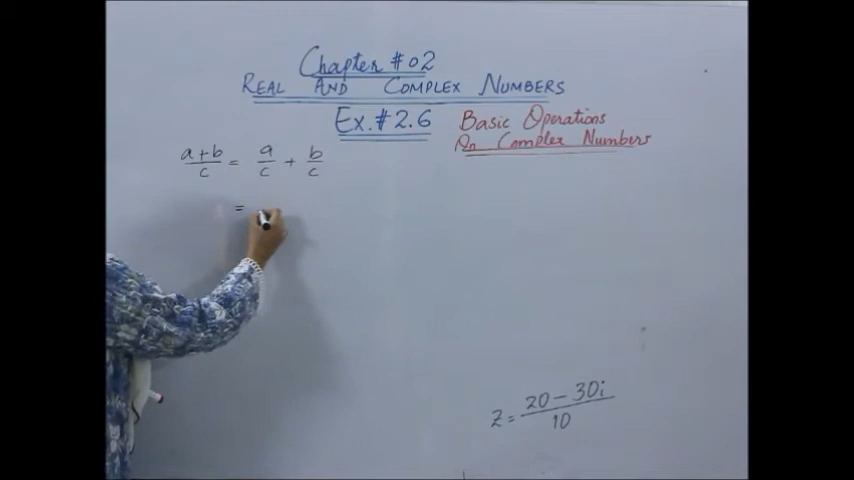 Chapter #02
REAL AND COMPLEX NUMBERS
Ex.#2.6
Basic Operations
On Complex Numbers
a+b/c = a/c + b/c
=
z = 20-30i/10